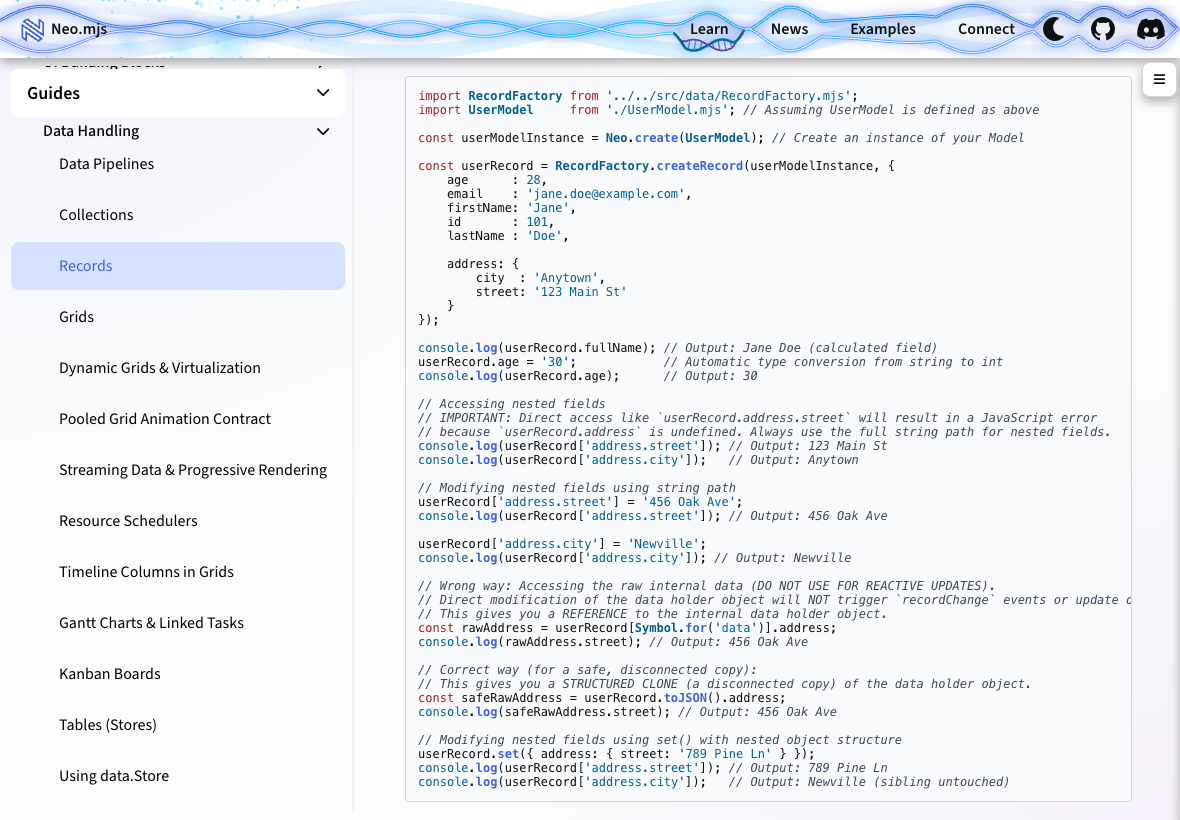 Neo.mjs
Learn
News
Examples
Connect
UI Building Blocks
Guides
Data Handling
Data Pipelines
Collections
Records
Grids
Dynamic Grids & Virtualization
Pooled Grid Animation Contract
Streaming Data & Progressive Rendering
Resource Schedulers
Timeline Columns in Grids
Gantt Charts & Linked Tasks
Kanban Boards
Tables (Stores)
Using data.Store
import RecordFactory from '../../src/data/RecordFactory.mjs';
import UserModel     from './UserModel.mjs'; // Assuming UserModel is defined as above

const userModelInstance = Neo.create(UserModel); // Create an instance of your Model

const userRecord = RecordFactory.createRecord(userModelInstance, {
    age      : 28,
    email    : 'jane.doe@example.com',
    firstName: 'Jane',
    id       : 101,
    lastName : 'Doe',

    address: {
        city  : 'Anytown',
        street: '123 Main St'
    }
});

console.log(userRecord.fullName); // Output: Jane Doe (calculated field)
userRecord.age = '30';            // Automatic type conversion from string to int
console.log(userRecord.age);      // Output: 30

// Accessing nested fields
// IMPORTANT: Direct access like `userRecord.address.street` will result in a JavaScript error
// because `userRecord.address` is undefined. Always use the full string path for nested fields.
console.log(userRecord['address.street']); // Output: 123 Main St
console.log(userRecord['address.city']);   // Output: Anytown

// Modifying nested fields using string path
userRecord['address.street'] = '456 Oak Ave';
console.log(userRecord['address.street']); // Output: 456 Oak Ave

userRecord['address.city'] = 'Newville';
console.log(userRecord['address.city']); // Output: Newville

// Wrong way: Accessing the raw internal data (DO NOT USE FOR REACTIVE UPDATES).
// Direct modification of the data holder object will NOT trigger `recordChange` events or update
// This gives you a REFERENCE to the internal data holder object.
const rawAddress = userRecord[Symbol.for('data')].address;
console.log(rawAddress.street); // Output: 456 Oak Ave

// Correct way (for a safe, disconnected copy):
// This gives you a STRUCTURED CLONE (a disconnected copy) of the data holder object.
const safeRawAddress = userRecord.toJSON().address;
console.log(safeRawAddress.street); // Output: 456 Oak Ave

// Modifying nested fields using set() with nested object structure
userRecord.set({ address: { street: '789 Pine Ln' } });
console.log(userRecord['address.street']); // Output: 789 Pine Ln
console.log(userRecord['address.city']);   // Output: Newville (sibling untouched)